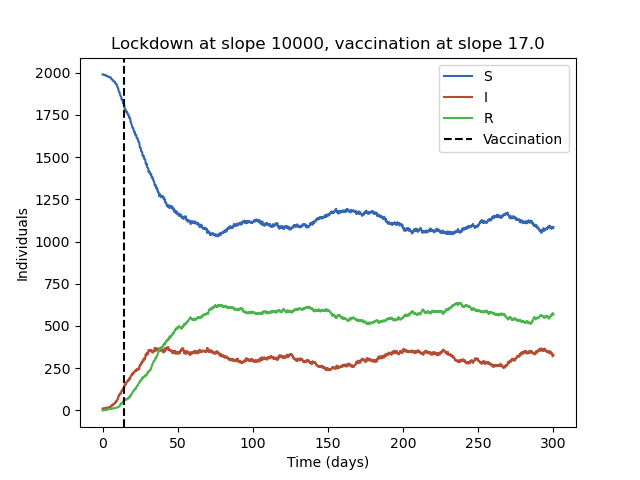 Lockdown at slope 10000, vaccination at slope 17.0
S
I
R
Vaccination
Individuals
2000
1750
1500
1250
1000
750
500
250
0
0 50 100 150 200 250 300
Time (days)